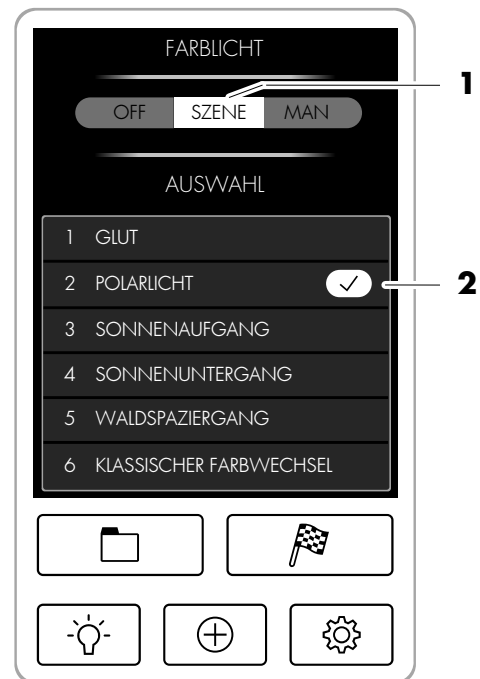 FARBLICHT
1
OFF SZENE MAN
AUSWAHL
1 GLUT
2 POLARLICHT 2
3 SONNENAUFGANG
4 SONNENUNTERGANG
5 WALDSPAZIERGANG
6 KLASSISCHER FARBWECHSEL